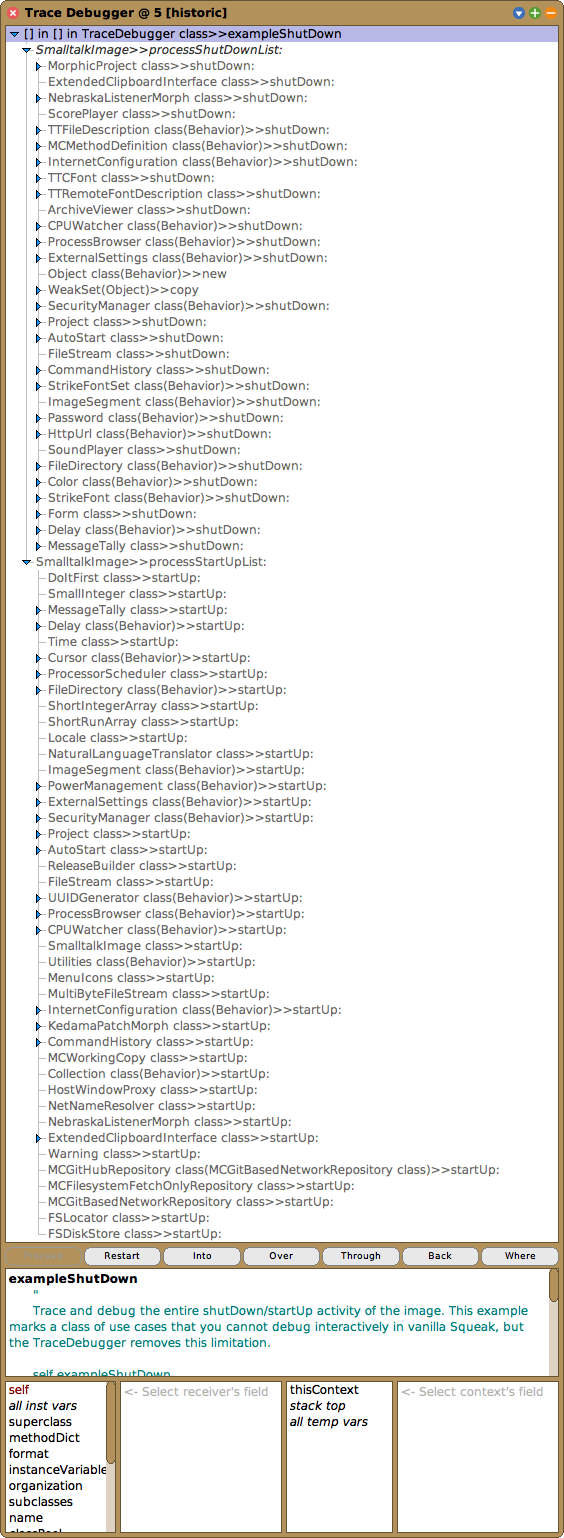 Trace Debugger @ 5 [historic]
[] in [] in TraceDebugger class>>exampleShutDown
SmalltalkImage>>processShutDownList:
MorphicProject class>>shutDown:
ExtendedClipboardInterface class>>shutDown:
NebraskaListenerMorph class>>shutDown:
ScorePlayer class>>shutDown:
TTFileDescription class(Behavior)>>shutDown:
MCMethodDefinition class(Behavior)>>shutDown:
InternetConfiguration class(Behavior)>>shutDown:
TTCFont class>>shutDown:
TTRemoteFontDescription class>>shutDown:
ArchiveViewer class>>shutDown:
CPUWatcher class(Behavior)>>shutDown:
ProcessBrowser class(Behavior)>>shutDown:
ExternalSettings class(Behavior)>>shutDown:
Object class(Behavior)>>new
WeakSet(Object)>>copy
SecurityManager class(Behavior)>>shutDown:
Project class>>shutDown:
AutoStart class>>shutDown:
FileStream class>>shutDown:
CommandHistory class>>shutDown:
StrikeFontSet class(Behavior)>>shutDown:
ImageSegment class(Behavior)>>shutDown:
Password class(Behavior)>>shutDown:
HttpUrl class(Behavior)>>shutDown:
SoundPlayer class>>shutDown:
FileDirectory class(Behavior)>>shutDown:
Color class(Behavior)>>shutDown:
StrikeFont class(Behavior)>>shutDown:
Form class>>shutDown:
Delay class(Behavior)>>shutDown:
MessageTally class>>shutDown:
SmalltalkImage>>processStartUpList:
DoItFirst class>>startUp:
SmallInteger class>>startUp:
MessageTally class>>startUp:
Delay class(Behavior)>>startUp:
Time class>>startUp:
Cursor class(Behavior)>>startUp:
ProcessorScheduler class>>startUp:
FileDirectory class(Behavior)>>startUp:
ShortIntegerArray class>>startUp:
ShortRunArray class>>startUp:
Locale class>>startUp:
NaturalLanguageTranslator class>>startUp:
ImageSegment class(Behavior)>>startUp:
PowerManagement class(Behavior)>>startUp:
ExternalSettings class(Behavior)>>startUp:
SecurityManager class(Behavior)>>startUp:
Project class>>startUp:
AutoStart class>>startUp:
ReleaseBuilder class>>startUp:
FileStream class>>startUp:
UUIDGenerator class(Behavior)>>startUp:
ProcessBrowser class(Behavior)>>startUp:
CPUWatcher class(Behavior)>>startUp:
SmalltalkImage class>>startUp:
Utilities class>>startUp:
MenuIcons class>>startUp:
MultiByteFileStream class>>startUp:
InternetConfiguration class(Behavior)>>startUp:
KedamaPatchMorph class>>startUp:
CommandHistory class>>startUp:
MCWorkingCopy class>>startUp:
Collection class(Behavior)>>startUp:
HostWindowProxy class>>startUp:
NetNameResolver class>>startUp:
NebraskaListenerMorph class>>startUp:
ExtendedClipboardInterface class>>startUp:
Warning class>>startUp:
MCGitHubRepository class(MCGitBasedNetworkRepository class)>>startUp:
MCFilesystemFetchOnlyRepository class>>startUp:
MCGitBasedNetworkRepository class>>startUp:
FSLocator class>>startUp:
FSDiskStore class>>startUp:
Restart Into Over Through Back Where
exampleShutDown
"
Trace and debug the entire shutDown/startUp activity of the image. This example
marks a class of use cases that you cannot debug interactively in vanilla Squeak, but
the TraceDebugger removes this limitation.
self exampleShutDown
self
all inst vars
superclass
methodDict
format
instanceVariable
organization
subclasses
name
classPool
<- Select receiver's field
thisContext
stack top
all temp vars
<- Select context's field